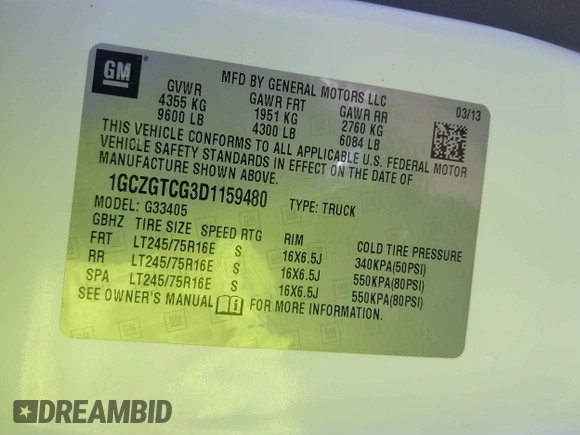 GM
MFD BY GENERAL MOTORS LLC
03/13
GVWR GAWR FRT GAWR RR
4355 KG 1951 KG 2760 KG
9600 LB 4300 LB 6084 LB
THIS VEHICLE CONFORMS TO ALL APPLICABLE U.S. FEDERAL MOTOR
VEHICLE SAFETY STANDARDS IN EFFECT ON THE DATE OF
MANUFACTURE SHOWN ABOVE.
1GCZGTCG3D1159480 TYPE: TRUCK
MODEL: G33405
GBHZ TIRE SIZE SPEED RTG RIM COLD TIRE PRESSURE
FRT LT245/75R16E S 16X6.5J 340KPA(50PSI)
RR LT245/75R16E S 16X6.5J 550KPA(80PSI)
SPA LT245/75R16E S 16X6.5J 550KPA(80PSI)
SEE OWNER'S MANUAL FOR MORE INFORMATION.
DREAMBID